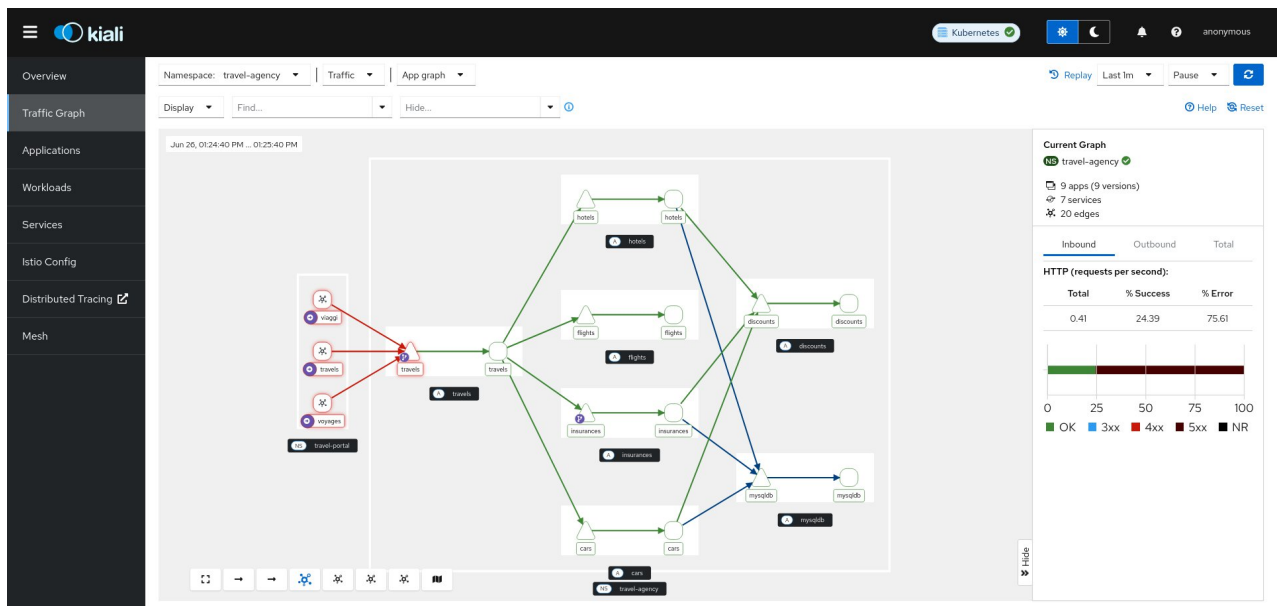 kiali
Kubernetes
anonymous
Overview
Traffic Graph
Applications
Workloads
Services
Istio Config
Distributed Tracing
Mesh
Namespace: travel-agency
Traffic
App graph
Replay
Last 1m
Pause
Display
Find...
Hide...
Help
Reset
Jun 26, 01:24:40 PM ... 01:25:40 PM
hotels
hotels
A hotels
viaggi
travels
voyages
NS travel-portal
travels
travels
A travels
flights
flights
A flights
insurances
insurances
A insurances
cars
cars
A cars
NS travel-agency
discounts
discounts
A discounts
mysqldb
mysqldb
A mysqldb
Hide
Current Graph
NS travel-agency
9 apps (9 versions)
7 services
20 edges
Inbound Outbound Total
HTTP (requests per second):
Total % Success % Error
0.41 24.39 75.61
0 25 50 75 100
OK 3xx 4xx 5xx NR